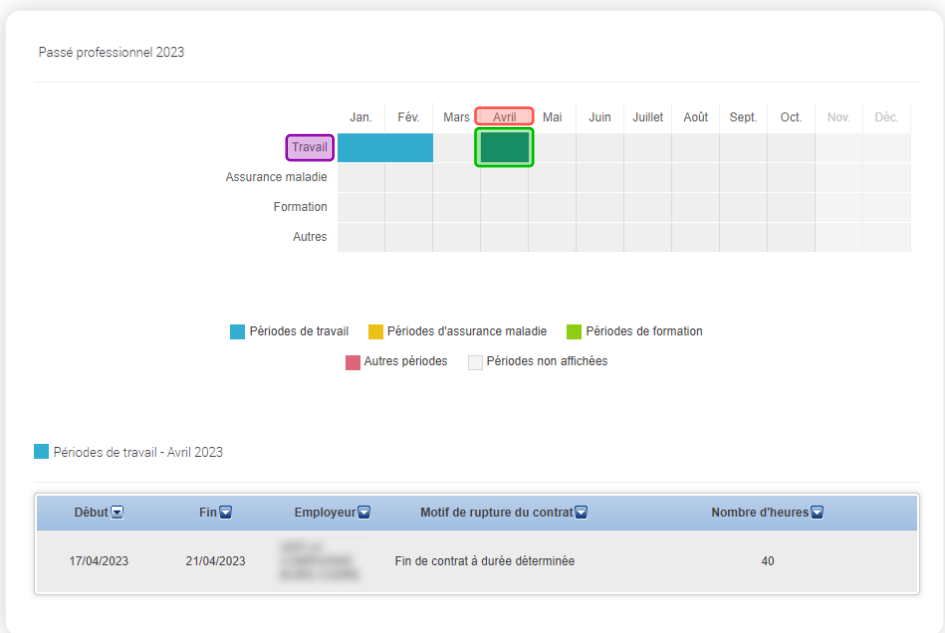 Passé professionnel 2023
Jan. Fév. Mars Avril Mai Juin Juillet Août Sept. Oct. Nov. Déc.
Travail
Assurance maladie
Formation
Autres
Périodes de travail Périodes d'assurance maladie Périodes de formation
Autres périodes Périodes non affichées
Périodes de travail - Avril 2023
Début Fin Employeur Motif de rupture du contrat Nombre d'heures
17/04/2023 21/04/2023 Fin de contrat à durée déterminée 40